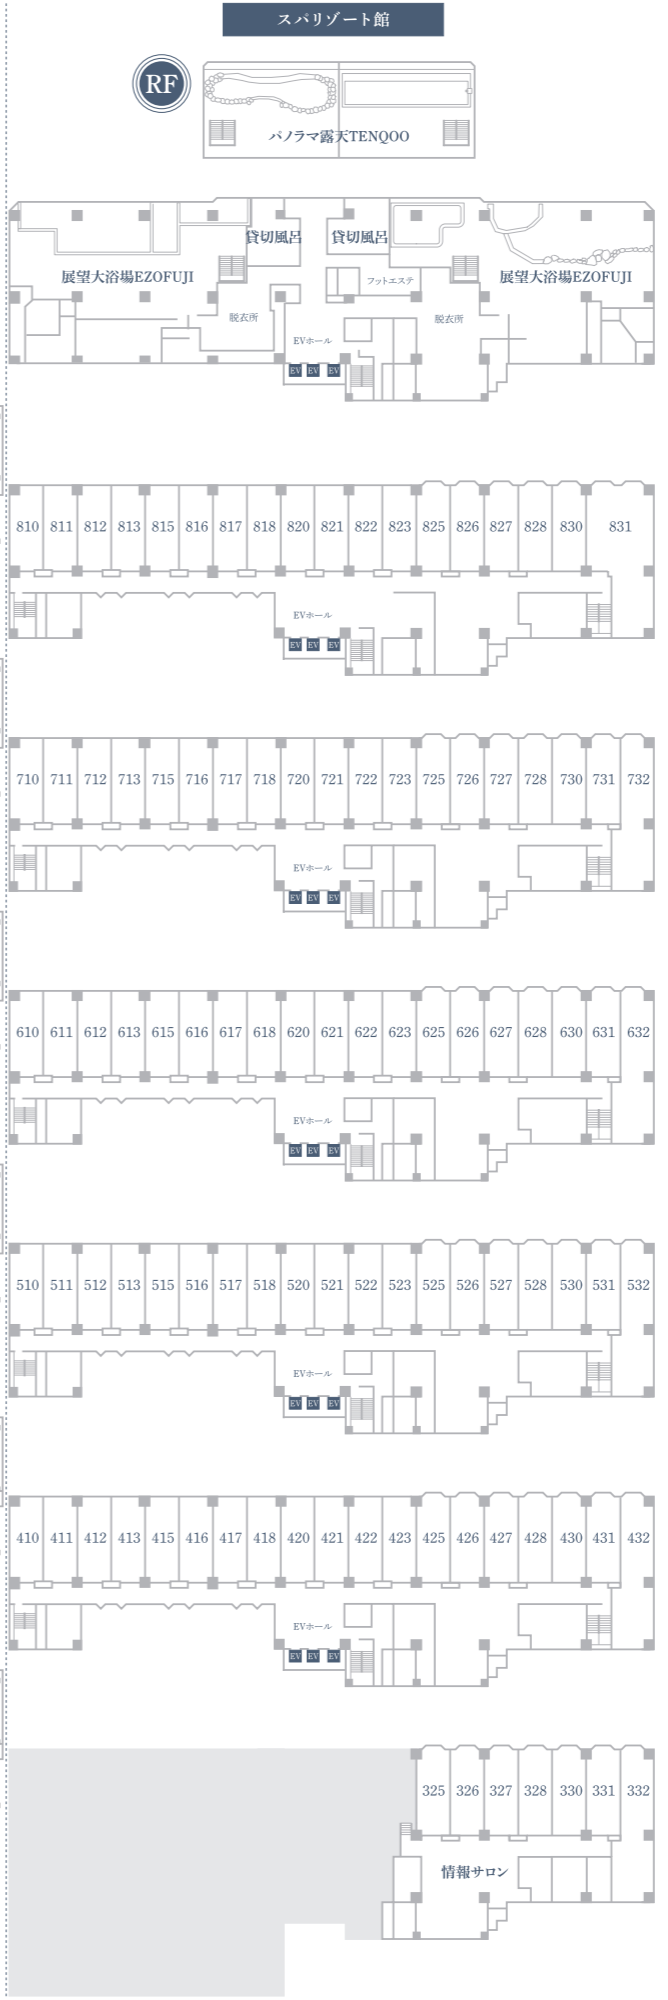 スパリゾート館
RF
パノラマ露天TENQOO
貸切風呂 貸切風呂
展望大浴場EZOFUJI フットエステ 展望大浴場EZOFUJI
脱衣所 脱衣所
EVホール
EV EV EV
810 811 812 813 815 816 817 818 820 821 822 823 825 826 827 828 830 831
EVホール
EV EV EV
710 711 712 713 715 716 717 718 720 721 722 723 725 726 727 728 730 731 732
EVホール
EV EV EV
610 611 612 613 615 616 617 618 620 621 622 623 625 626 627 628 630 631 632
EVホール
EV EV EV
510 511 512 513 515 516 517 518 520 521 522 523 525 526 527 528 530 531 532
EVホール
EV EV EV
410 411 412 413 415 416 417 418 420 421 422 423 425 426 427 428 430 431 432
EVホール
EV EV EV
325 326 327 328 330 331 332
情報サロン